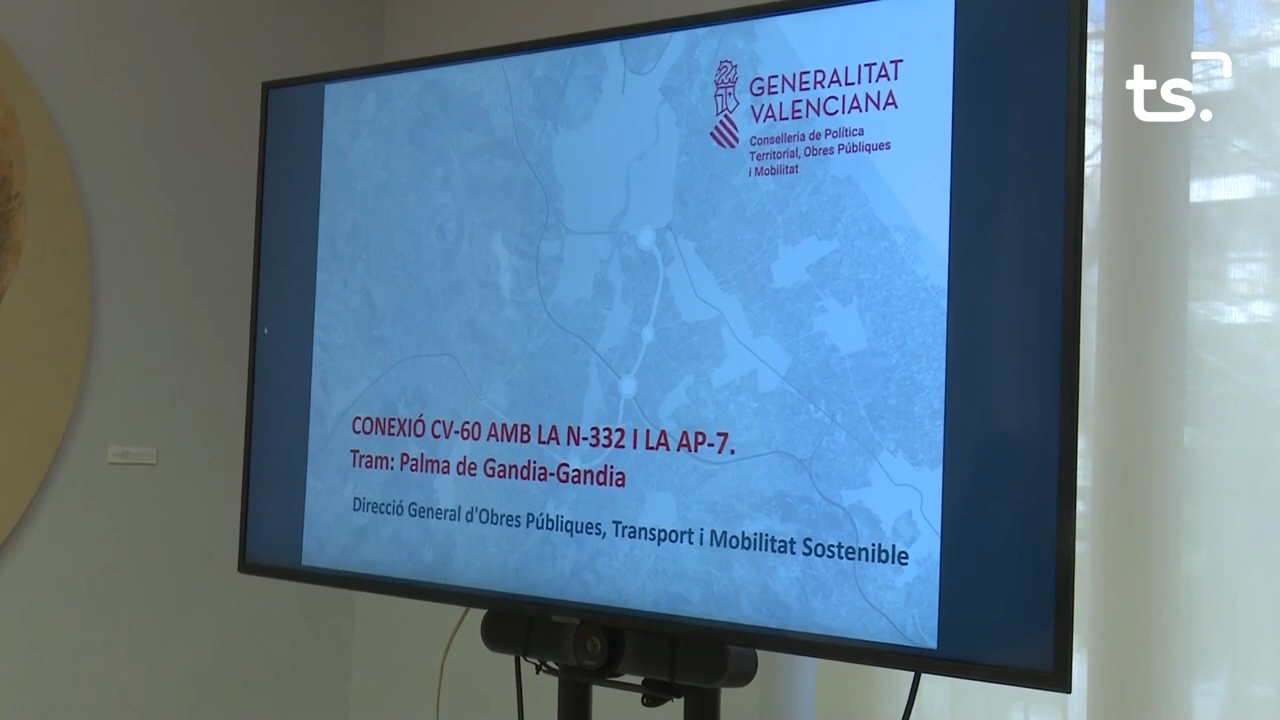 GENERALITAT
VALENCIANA
Conselleria de Política
Territorial, Obres Públiques
i Mobilitat
ts.
CONEXIÓ CV-60 AMB LA N-332 I LA AP-7.
Tram: Palma de Gandia-Gandia
Direcció General d'Obres Públiques, Transport i Mobilitat Sostenible